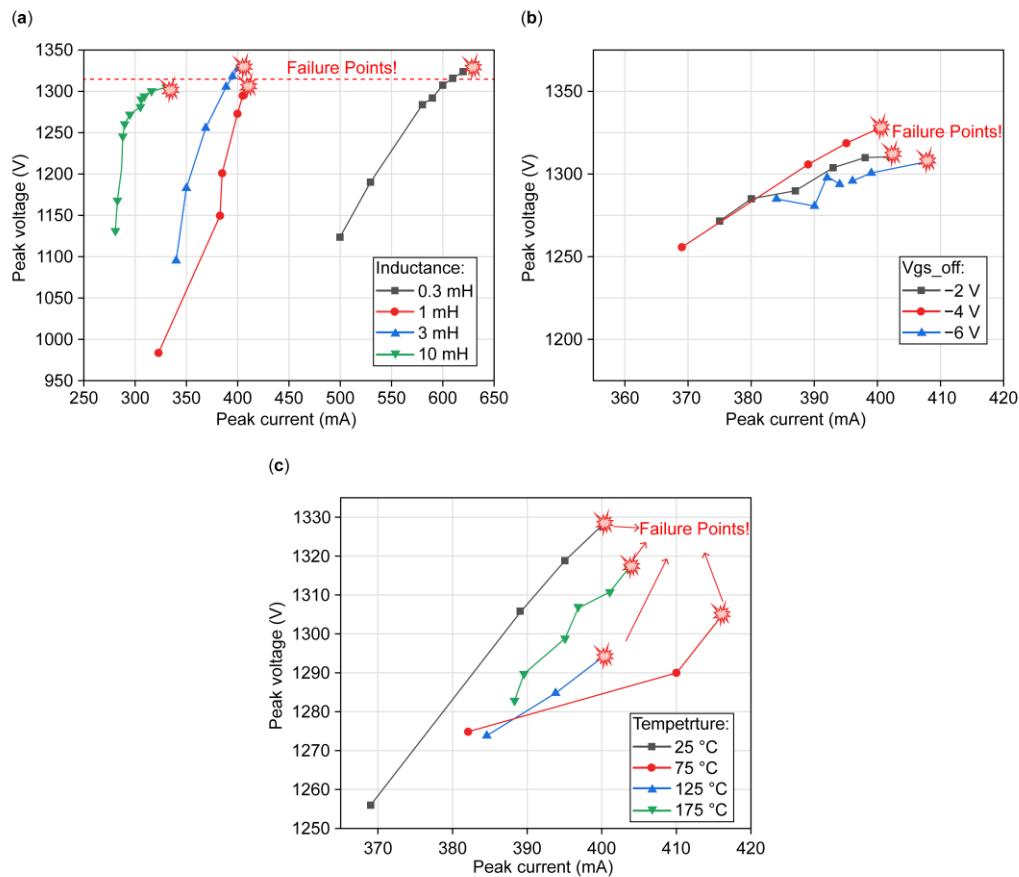 (a)
1350
1300
1250
1200
1150
1100
1050
1000
950
Peak voltage (V)
Failure Points!
Inductance:
0.3 mH
1 mH
3 mH
10 mH
250 300 350 400 450 500 550 600 650
Peak current (mA)
(b)
1350
1300
1250
1200
Peak voltage (V)
Failure Points!
Vgs_off:
−2 V
−4 V
−6 V
360 370 380 390 400 410 420
Peak current (mA)
(c)
1330
1320
1310
1300
1290
1280
1270
1260
1250
Peak voltage (V)
Failure Points!
Tempetrture:
25 °C
75 °C
125 °C
175 °C
370 380 390 400 410 420
Peak current (mA)